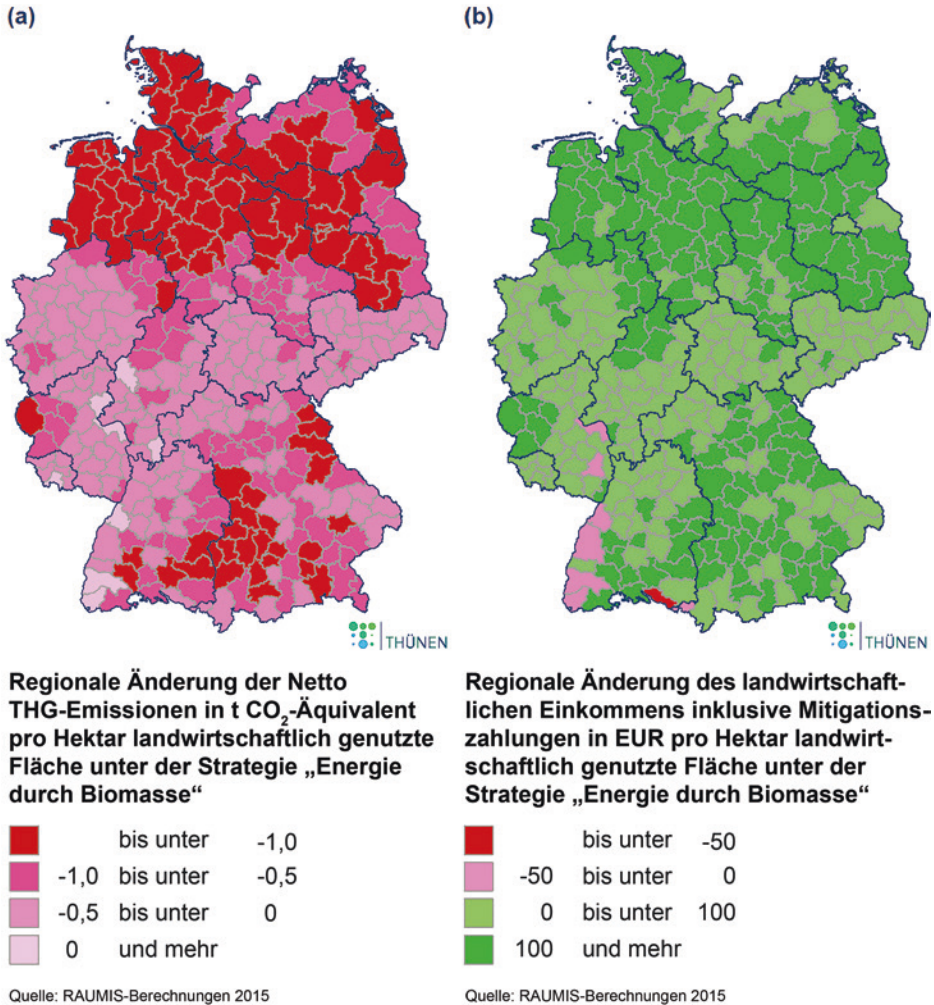 (a)
THÜNEN
Regionale Änderung der Netto
THG-Emissionen in t CO₂-Äquivalent
pro Hektar landwirtschaftlich genutzte
Fläche unter der Strategie „Energie
durch Biomasse“
bis unter -1,0
-1,0 bis unter -0,5
-0,5 bis unter 0
0 und mehr
Quelle: RAUMIS-Berechnungen 2015
(b)
THÜNEN
Regionale Änderung des landwirtschaft-
lichen Einkommens inklusive Mitigations-
zahlungen in EUR pro Hektar landwirt-
schaftlich genutzte Fläche unter der
Strategie „Energie durch Biomasse“
bis unter -50
-50 bis unter 0
0 bis unter 100
100 und mehr
Quelle: RAUMIS-Berechnungen 2015